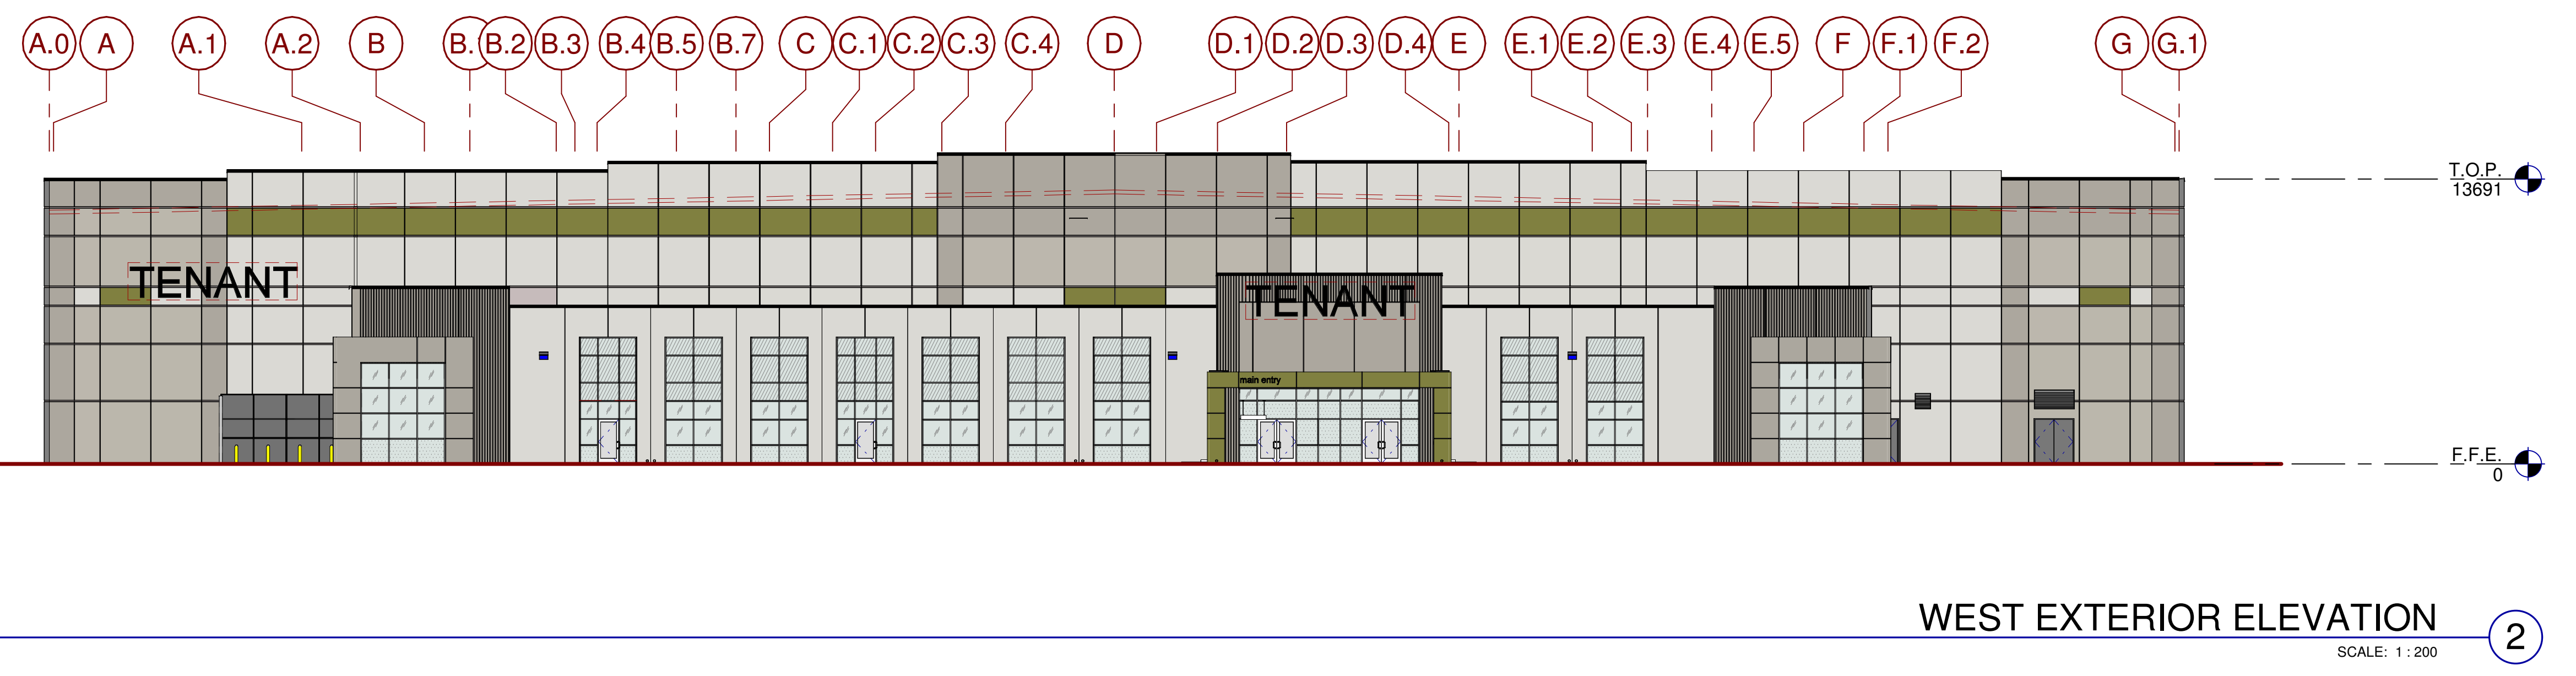 A.0 A A.1 A.2 B B. B.2 B.3 B.4 B.5 B.7 C C.1 C.2 C.3 C.4 D D.1 D.2 D.3 D.4 E E.1 E.2 E.3 E.4 E.5 F F.1 F.2 G G.1
T.O.P.
13691
TENANT
TENANT
main entry
F.F.E.
0
WEST EXTERIOR ELEVATION
2
SCALE: 1 : 200